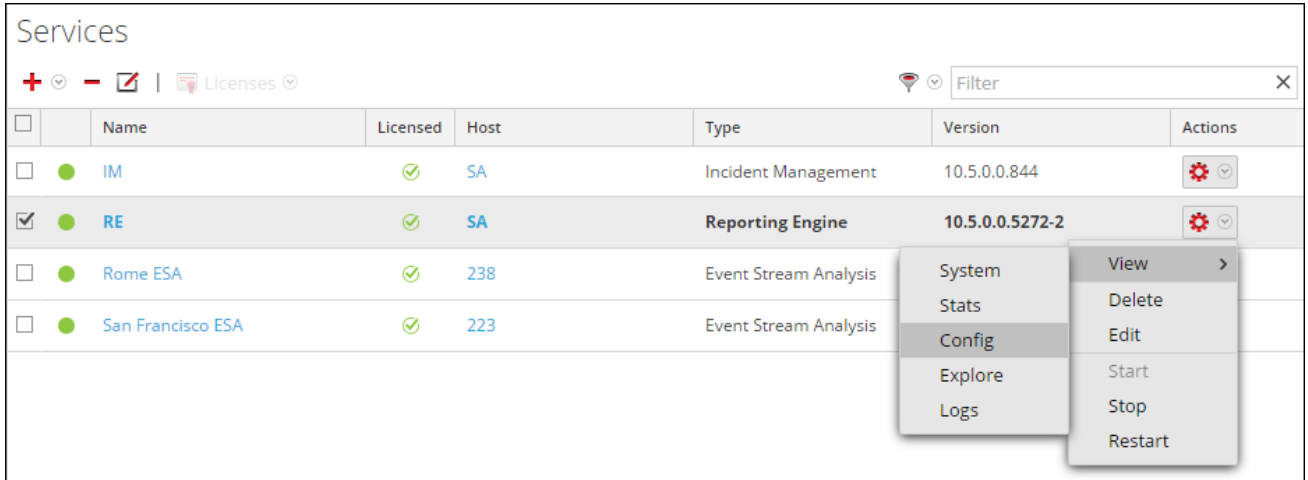 Services
Licenses
Filter
Name Licensed Host Type Version Actions
IM SA Incident Management 10.5.0.0.844
RE SA Reporting Engine 10.5.0.0.5272-2
Rome ESA 238 Event Stream Analysis
San Francisco ESA 223 Event Stream Analysis
System
Stats
Config
Explore
Logs
View
Delete
Edit
Start
Stop
Restart